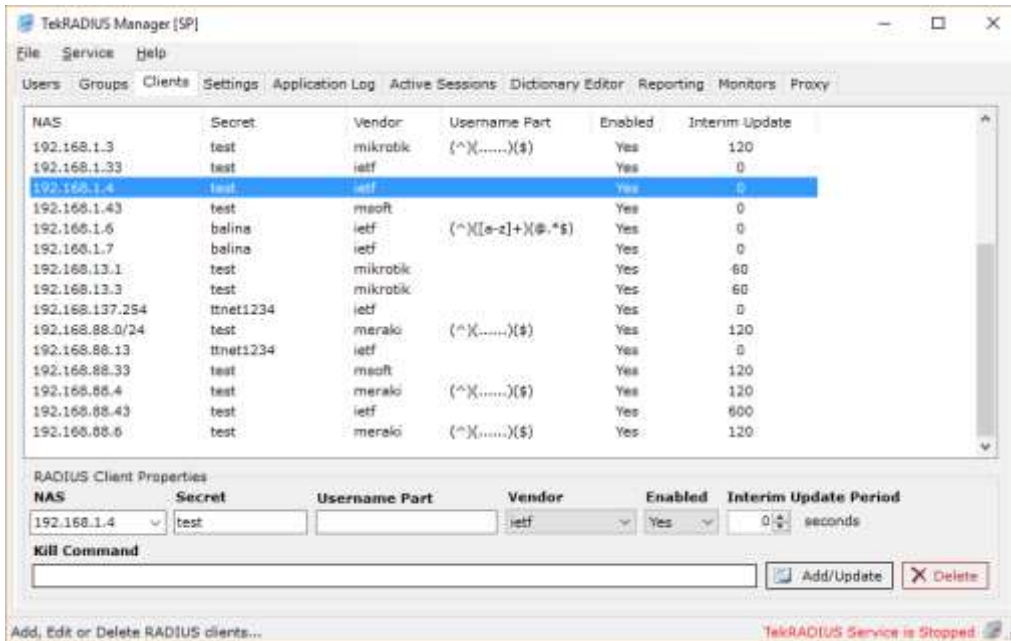 TekRADIUS Manager [SP]
File Service Help
Users Groups Clients Settings Application Log Active Sessions Dictionary Editor Reporting Monitors Proxy
NAS Secret Vendor Username Part Enabled Interim Update
192.168.1.3 test mikrotik (^)(......)($) Yes 120
192.168.1.33 test ietf Yes 0
192.168.1.4 test ietf Yes 0
192.168.1.43 test msoft Yes 0
192.168.1.6 balina ietf (^)([a-z]+)(@.*$) Yes 0
192.168.1.7 balina ietf Yes 0
192.168.13.1 test mikrotik Yes 60
192.168.13.3 test mikrotik Yes 60
192.168.137.254 ttnet1234 ietf Yes 0
192.168.88.0/24 test meraki (^)(......)($) Yes 120
192.168.88.13 ttnet1234 ietf Yes 0
192.168.88.33 test msoft Yes 120
192.168.88.4 test meraki (^)(......)($) Yes 120
192.168.88.43 test ietf Yes 600
192.168.88.6 test meraki (^)(......)($) Yes 120
RADIUS Client Properties
NAS Secret Username Part Vendor Enabled Interim Update Period
192.168.1.4 test ietf Yes 0 seconds
Kill Command
Add/Update Delete
Add, Edit or Delete RADIUS clients... TekRADIUS Service is Stopped